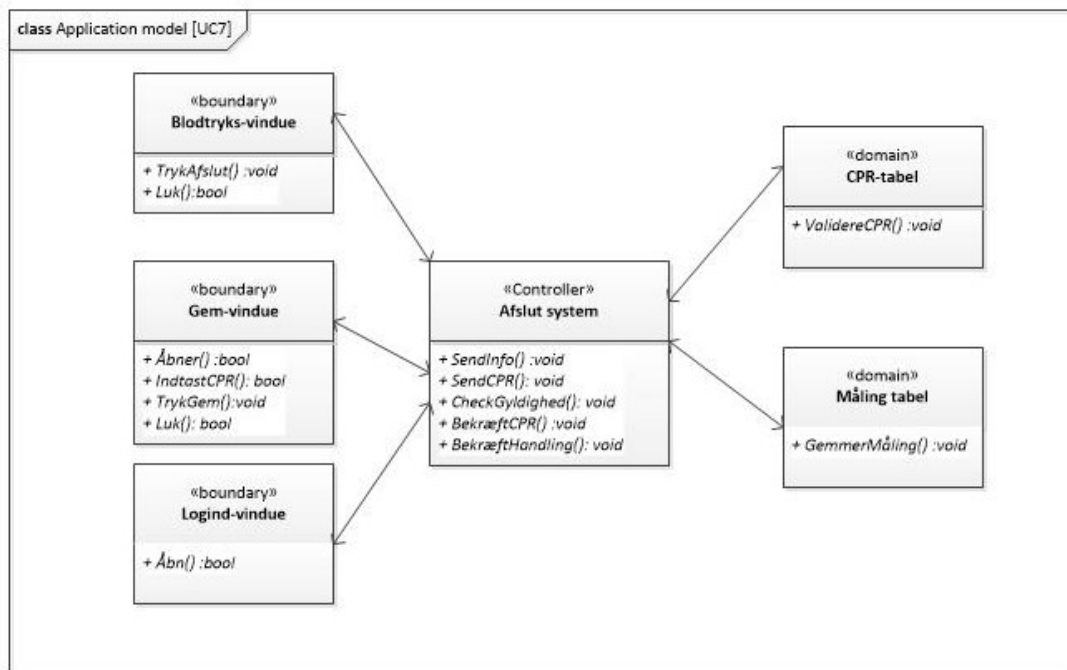 class Application model [UC7]
«boundary»
Blodtryks-vindue
+ TrykAfslut() :void
+ Luk():bool
«boundary»
Gem-vindue
+ Åbner() :bool
+ IndtastCPR(): bool
+ TrykGem():void
+ Luk(): bool
«boundary»
Logind-vindue
+ Åbn() :bool
«Controller»
Afslut system
+ SendInfo() :void
+ SendCPR(): void
+ CheckGyldighed(): void
+ BekræftCPR() :void
+ BekræftHandling(): void
«domain»
CPR-tabel
+ ValidereCPR() :void
«domain»
Måling tabel
+ GemmerMåling() :void